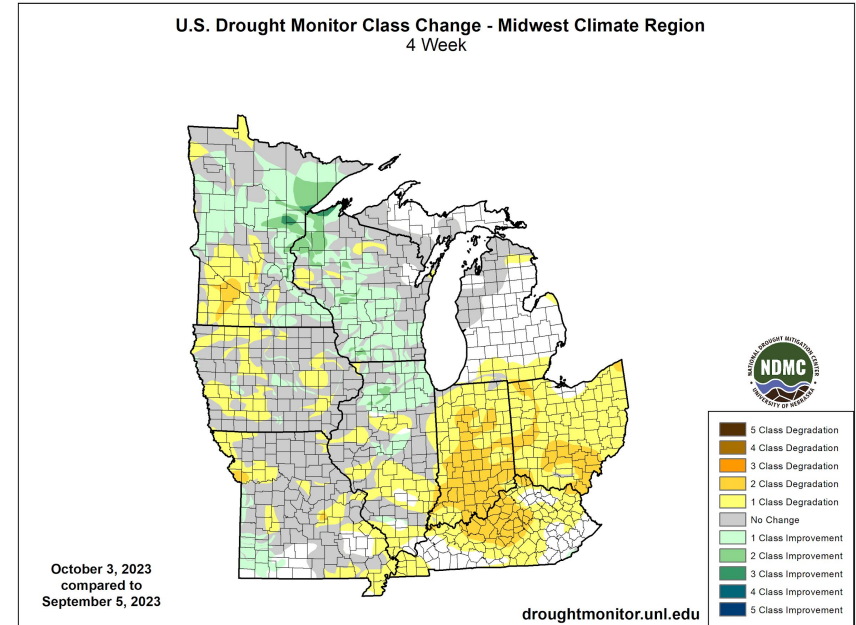 U.S. Drought Monitor Class Change - Midwest Climate Region
4 Week
NATIONAL DROUGHT MITIGATION CENTER
NDMC
UNIVERSITY OF NEBRASKA
5 Class Degradation
4 Class Degradation
3 Class Degradation
2 Class Degradation
1 Class Degradation
No Change
1 Class Improvement
2 Class Improvement
3 Class Improvement
4 Class Improvement
5 Class Improvement
October 3, 2023
compared to
September 5, 2023
droughtmonitor.unl.edu